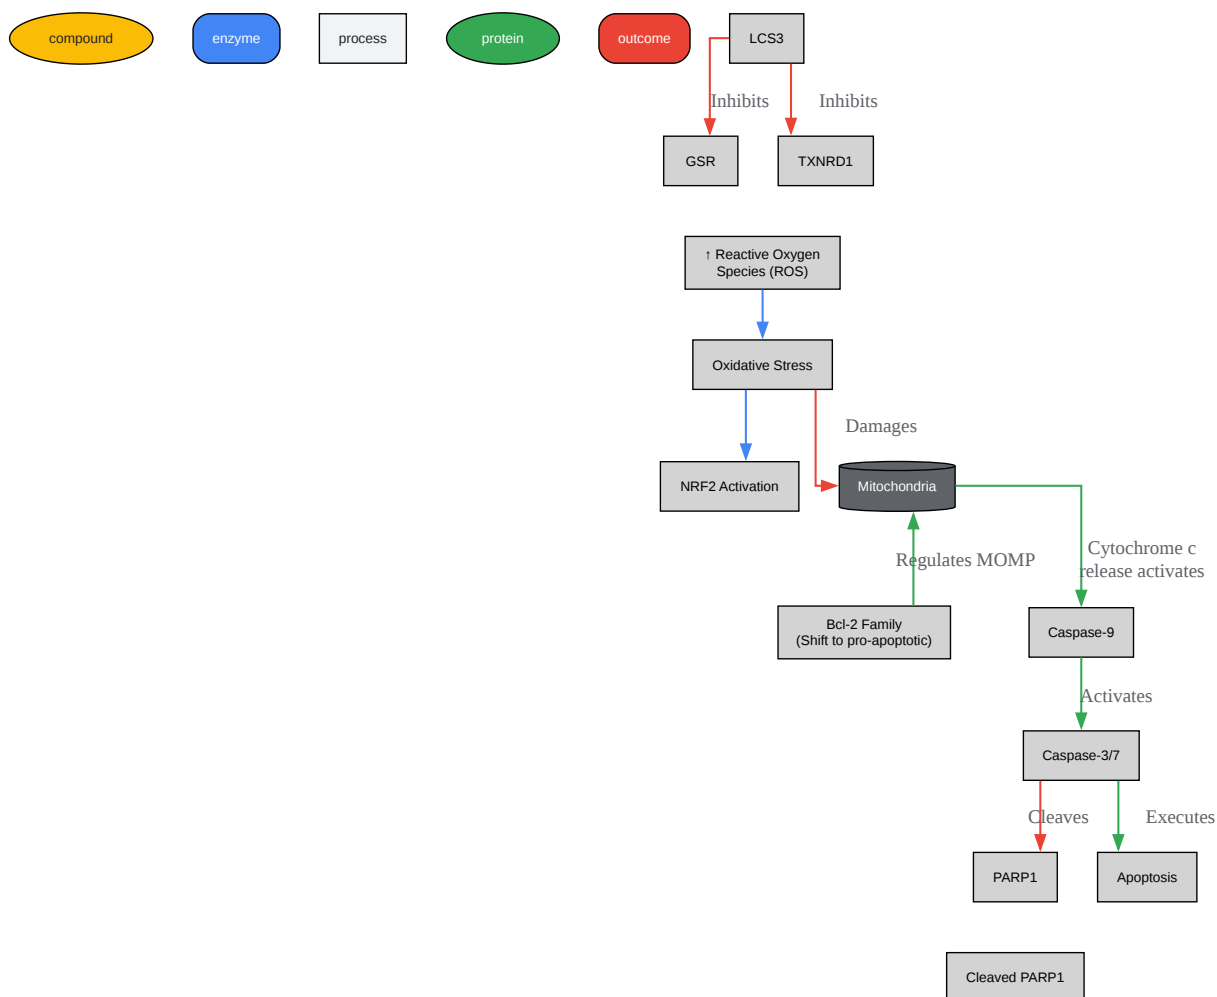 compound
enzyme
process
protein
outcome
LCS3
Inhibits
Inhibits
GSR
TXNRD1
↑ Reactive Oxygen
Species (ROS)
Oxidative Stress
Damages
NRF2 Activation
Mitochondria
Regulates MOMP
Cytochrome c
release activates
Bcl-2 Family
(Shift to pro-apoptotic)
Caspase-9
Activates
Caspase-3/7
Cleaves
Executes
PARP1
Apoptosis
Cleaved PARP1